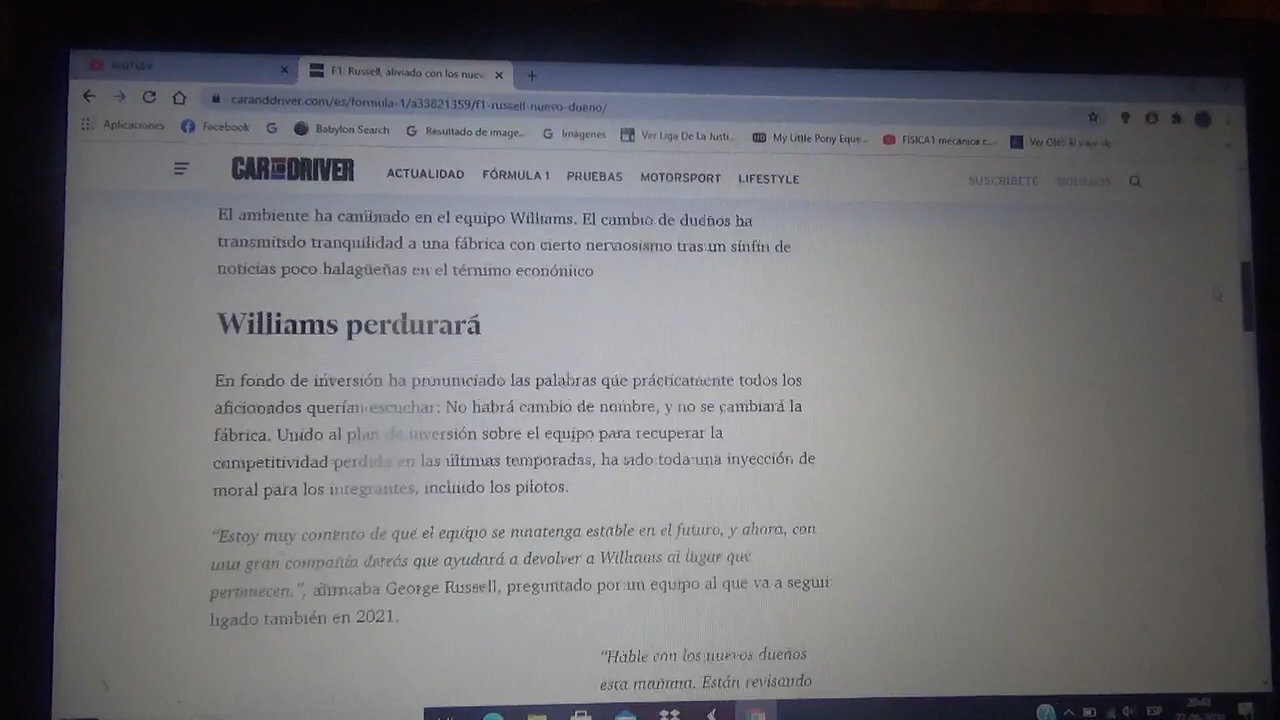 YouTube
F1: Russell, aliviado con los nuev
caranddriver.com/es/formula-1/a33821359/f1-russell-nuevo-dueno/
Aplicaciones Facebook Babylon Search Resultado de image... Imágenes Ver Liga De La Justi... My Little Pony Eque... FISICA1 mecánica c...
CAR AND DRIVER ACTUALIDAD FÓRMULA 1 PRUEBAS MOTORSPORT LIFESTYLE SUSCRÍBETE
El ambiente ha cambiado en el equipo Williams. El cambio de dueños ha
transmitido tranquilidad a una fábrica con cierto nerviosismo tras un sinfín de
noticias poco halagüeñas en el término económico
Williams perdurará
En fondo de inversión ha pronunciado las palabras que prácticamente todos los
aficionados querían escuchar: No habrá cambio de nombre, y no se cambiará la
fábrica. Unido al plan de inversión sobre el equipo para recuperar la
competitividad perdida en las últimas temporadas, ha sido toda una inyección de
moral para los integrantes, incluido los pilotos.
"Estoy muy contento de que el equipo se mantenga estable en el futuro, y ahora, con
una gran compañía detrás que ayudará a devolver a Williams al lugar que
pertenecen.", afirmaba George Russell, preguntado por un equipo al que va a seguir
ligado también en 2021.
"Hablé con los nuevos dueños
esta mañana. Están revisando
ESP